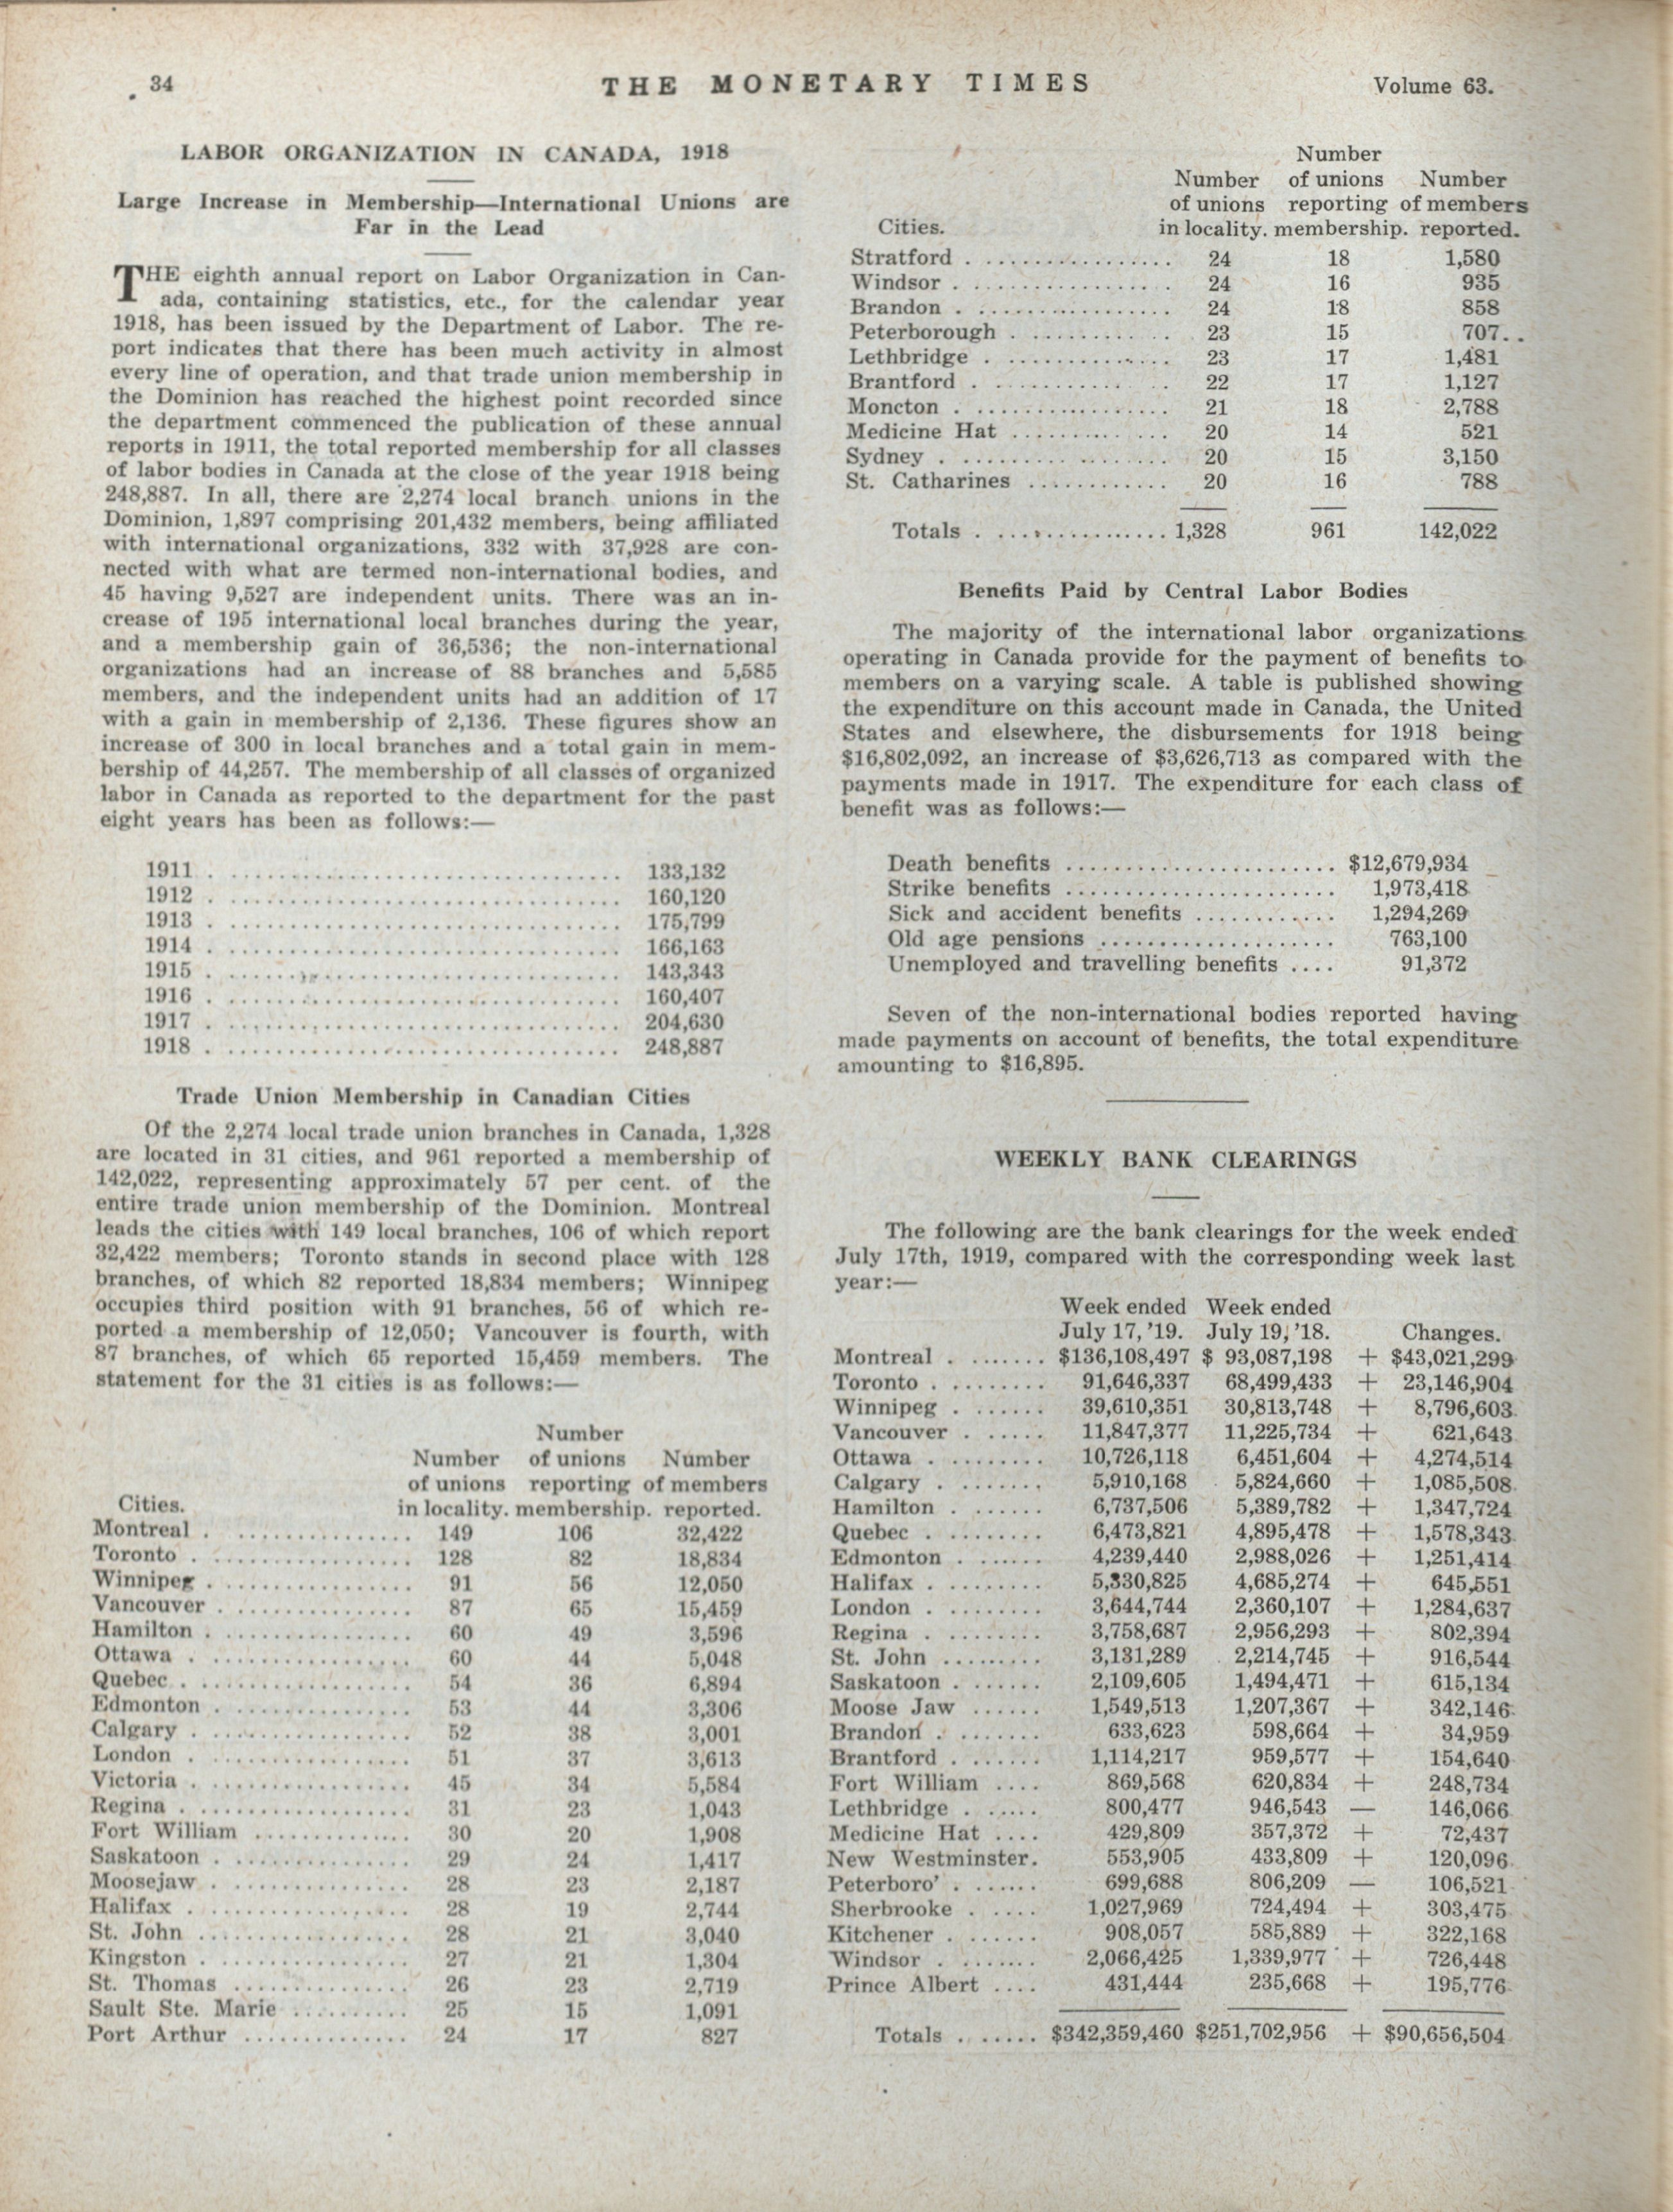 34
THE MONETARY TIMES
Volume 63.
LABOR ORGANIZATION IN CANADA, 1918
Large Increase in Membership—International Unions are
Far in the Lead
THE eighth annual report on Labor Organization in Can-
ada, containing statistics, etc., for the calendar year
1918, has been issued by the Department of Labor. The re-
port indicates that there has been much activity in almost
every line of operation, and that trade union membership in
the Dominion has reached the highest point recorded since
the department commenced the publication of these annual
reports in 1911, the total reported membership for all classes
of labor bodies in Canada at the close of the year 1918 being
248,887. In all, there are 2,274 local branch unions in the
Dominion, 1,897 comprising 201,432 members, being affiliated
with international organizations, 332 with 37,928 are con-
nected with what are termed non-international bodies, and
45 having 9,527 are independent units. There was an in-
crease of 195 international local branches during the year,
and a membership gain of 36,536; the non-international
organizations had an increase of 88 branches and 5,585
members, and the independent units had an addition of 17
with a gain in membership of 2,136. These figures show an
increase of 300 in local branches and a total gain in mem-
bership of 44,257. The membership of all classes of organized
labor in Canada as reported to the department for the past
eight years has been as follows:—
1911 . .................................. 133,132
1912 . .................................. 160,120
1913 . .................................. 175,799
1914 . .................................. 166,163
1915 . .................................. 143,343
1916 . .................................. 160,407
1917 . .................................. 204,630
1918 . .................................. 248,887
Trade Union Membership in Canadian Cities
Of the 2,274 local trade union branches in Canada, 1,328
are located in 31 cities, and 961 reported a membership of
142,022, representing approximately 57 per cent. of the
entire trade union membership of the Dominion. Montreal
leads the cities with 149 local branches, 106 of which report
32,422 members; Toronto stands in second place with 128
branches, of which 82 reported 18,834 members; Winnipeg
occupies third position with 91 branches, 56 of which re-
ported a membership of 12,050; Vancouver is fourth, with
87 branches, of which 65 reported 15,459 members. The
statement for the 31 cities is as follows:—
Number
Number of unions Number
of unions reporting of members
Cities. in locality. membership. reported.
Montreal . ............... 149 106 32,422
Toronto . ................. 128 82 18,834
Winnipeg . ................ 91 56 12,050
Vancouver . ............... 87 65 15,459
Hamilton . ................ 60 49 3,596
Ottawa . .................. 60 44 5,048
Quebec . .................. 54 36 6,894
Edmonton . ............... 53 44 3,306
Calgary . ................. 52 38 3,001
London . .................. 51 37 3,613
Victoria . ................. 45 34 5,584
Regina . .................. 31 23 1,043
Fort William .............. 30 20 1,908
Saskatoon . ............... 29 24 1,417
Moosejaw . ............... 28 23 2,187
Halifax . .................. 28 19 2,744
St. John .................. 28 21 3,040
Kingston . ................ 27 21 1,304
St. Thomas ............... 26 23 2,719
Sault Ste. Marie .......... 25 15 1,091
Port Arthur .............. 24 17 827
Number
Number of unions Number
of unions reporting of members
Cities. in locality. membership. reported.
Stratford . ................. 24 18 1,580
Windsor . ................. 24 16 935
Brandon . ................. 24 18 858
Peterborough . ............ 23 15 707..
Lethbridge . .............. 23 17 1,481
Brantford . ............... 22 17 1,127
Moncton . ................. 21 18 2,788
Medicine Hat ............. 20 14 521
Sydney . .................. 20 15 3,150
St. Catharines ............ 20 16 788
Totals . ................. 1,328 961 142,022
Benefits Paid by Central Labor Bodies
The majority of the international labor organizations
operating in Canada provide for the payment of benefits to
members on a varying scale. A table is published showing
the expenditure on this account made in Canada, the United
States and elsewhere, the disbursements for 1918 being
$16,802,092, an increase of $3,626,713 as compared with the
payments made in 1917. The expenditure for each class of
benefit was as follows:—
Death benefits ....................... $12,679,934
Strike benefits ....................... 1,973,418
Sick and accident benefits ............ 1,294,269
Old age pensions .................... 763,100
Unemployed and travelling benefits .... 91,372
Seven of the non-international bodies reported having
made payments on account of benefits, the total expenditure
amounting to $16,895.
WEEKLY BANK CLEARINGS
The following are the bank clearings for the week ended
July 17th, 1919, compared with the corresponding week last
year:—
Week ended Week ended
July 17, '19. July 19, '18. Changes.
Montreal . ....... $136,108,497 $ 93,087,198 + $43,021,299
Toronto . ........ 91,646,337 68,499,433 + 23,146,904
Winnipeg . ...... 39,610,351 30,813,748 + 8,796,603
Vancouver . ..... 11,847,377 11,225,734 + 621,643
Ottawa . ........ 10,726,118 6,451,604 + 4,274,514
Calgary . ....... 5,910,168 5,824,660 + 1,085,508
Hamilton . ...... 6,737,506 5,389,782 + 1,347,724
Quebec . ........ 6,473,821 4,895,478 + 1,578,343
Edmonton . ...... 4,239,440 2,988,026 + 1,251,414
Halifax . ........ 5,330,825 4,685,274 + 645,551
London . ........ 3,644,744 2,360,107 + 1,284,637
Regina . ........ 3,758,687 2,956,293 + 802,394
St. John ......... 3,131,289 2,214,745 + 916,544
Saskatoon . ...... 2,109,605 1,494,471 + 615,134
Moose Jaw ...... 1,549,513 1,207,367 + 342,146
Brandon . ....... 633,623 598,664 + 34,959
Brantford . ...... 1,114,217 959,577 + 154,640
Fort William .... 869,568 620,834 + 248,734
Lethbridge . ..... 800,477 946,543 — 146,066
Medicine Hat .... 429,809 357,372 + 72,437
New Westminster. 553,905 433,809 + 120,096
Peterboro' . ...... 699,688 806,209 — 106,521
Sherbrooke . ..... 1,027,969 724,494 + 303,475
Kitchener . ...... 908,057 585,889 + 322,168
Windsor . ....... 2,066,425 1,339,977 + 726,448
Prince Albert .... 431,444 235,668 + 195,776
Totals . ...... $342,359,460 $251,702,956 + $90,656,504